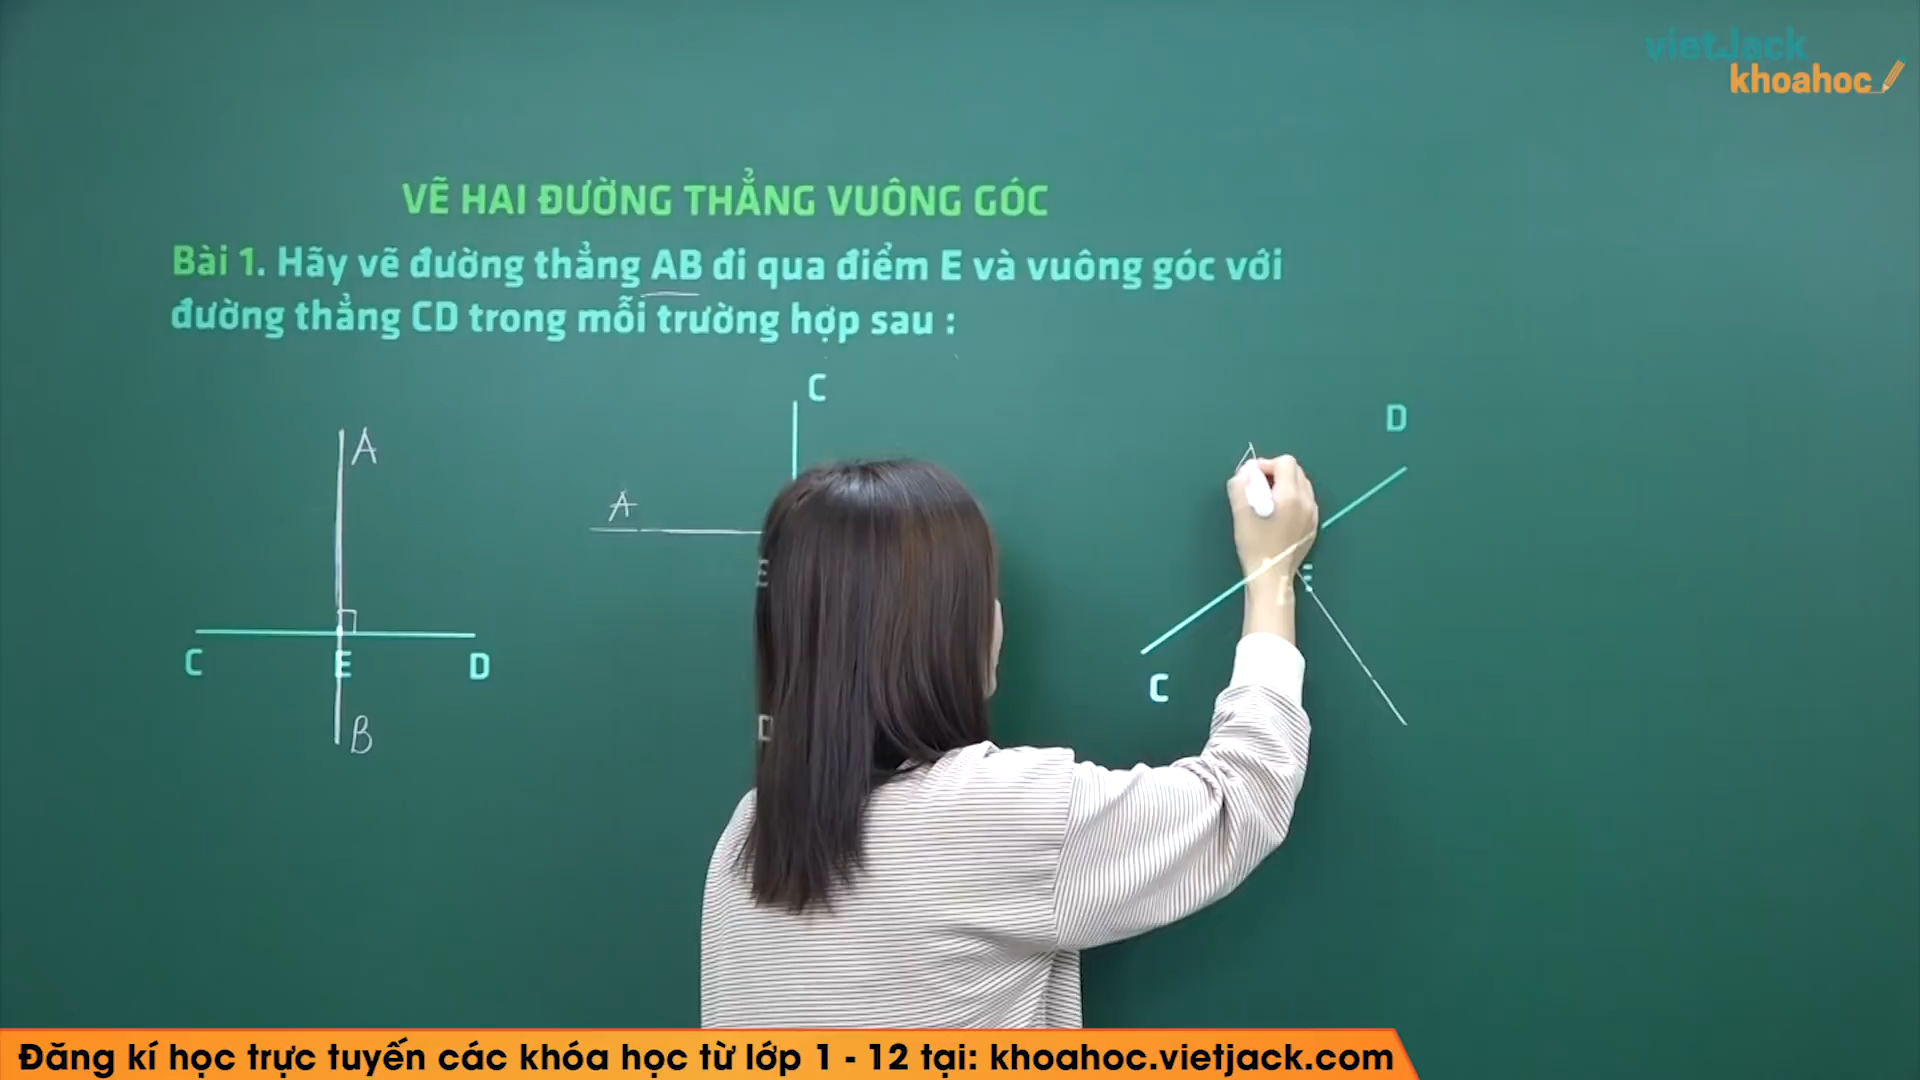 vietJack
khoahoc
VẼ HAI ĐƯỜNG THẲNG VUÔNG GÓC
Bài 1. Hãy vẽ đường thẳng AB đi qua điểm E và vuông góc với
đường thẳng CD trong mỗi trường hợp sau :
C
D
A
A
E
E
C
E
D
C
D
B
Đăng kí học trực tuyến các khóa học từ lớp 1 - 12 tại: khoahoc.vietjack.com